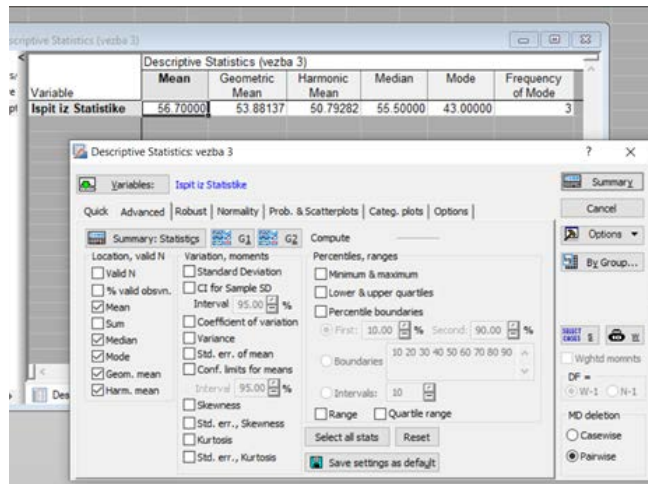 criptive Statistics (vezba 3)
Descriptive Statistics (vezba 3)
Variable Mean Geometric Mean Harmonic Mean Median Mode Frequency of Mode
Ispit iz Statistike 56.70000 53.88137 50.79282 55.50000 43.00000 3
Descriptive Statistics: vezba 3 ? X
Variables: Ispit iz Statistike
Summary
Quick Advanced Robust Normality Prob. & Scatterplots Categ. plots Options
Cancel
Summary: Statistics G1 G2 Compute
Options
By Group...
Location, valid N
Valid N
% valid obsvn.
Mean
Sum
Median
Mode
Geom. mean
Harm. mean
Variation, moments
Standard Deviation
CI for Sample SD
Interval 95.00 %
Coefficient of variation
Variance
Std. err. of mean
Conf. limits for means
Interval 95.00 %
Skewness
Std. err., Skewness
Kurtosis
Std. err., Kurtosis
Percentiles, ranges
Minimum & maximum
Lower & upper quartiles
Percentile boundaries
First: 10.00 % Second: 90.00 %
Boundaries 10 20 30 40 50 60 70 80 90
Intervals: 10
Range Quartile range
Select all stats Reset
Save settings as default
SELECT CASES S W
Wghtd momnts
DF =
W-1 N-1
MD deletion
Casewise
Pairwise
Des